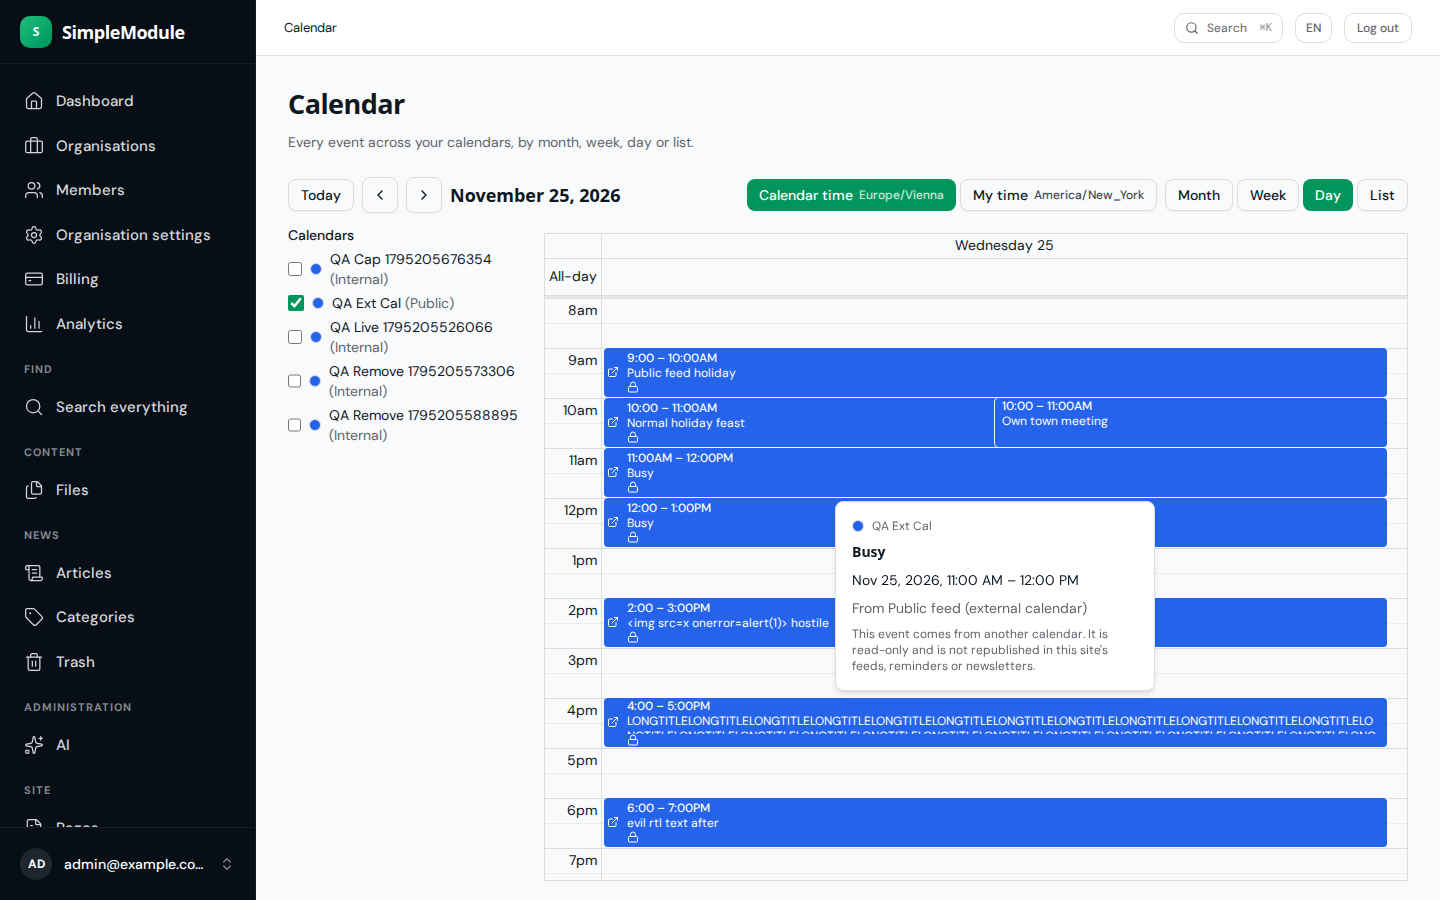 S
SimpleModule
Dashboard
Organisations
Members
Organisation settings
Billing
Analytics
FIND
Search everything
CONTENT
Files
NEWS
Articles
Categories
Trash
ADMINISTRATION
AI
SITE
Pages
AD
admin@example.co...
Calendar
Search
⌘K
EN
Log out
Calendar
Every event across your calendars, by month, week, day or list.
Today
November 25, 2026
Calendar time Europe/Vienna
My time America/New_York
Month
Week
Day
List
Calendars
QA Cap 1795205676354
(Internal)
QA Ext Cal (Public)
QA Live 1795205526066
(Internal)
QA Remove 1795205573306
(Internal)
QA Remove 1795205588895
(Internal)
Wednesday 25
All-day
8am
9am
9:00 – 10:00AM
Public feed holiday
10am
10:00 – 11:00AM
Normal holiday feast
10:00 – 11:00AM
Own town meeting
11am
11:00AM – 12:00PM
Busy
12pm
12:00 – 1:00PM
Busy
QA Ext Cal
Busy
Nov 25, 2026, 11:00 AM – 12:00 PM
From Public feed (external calendar)
This event comes from another calendar. It is
read-only and is not republished in this site's
feeds, reminders or newsletters.
1pm
2pm
2:00 – 3:00PM
<img src=x onerror=alert(1)> hostile
3pm
4pm
4:00 – 5:00PM
LONGTITLELONGTITLELONGTITLELONGTITLELONGTITLELONGTITLELONGTITLELONGTITLELONGTITLELONGTITLELONGTITLELONGTITLELO
5pm
6pm
6:00 – 7:00PM
evil rtl text after
7pm